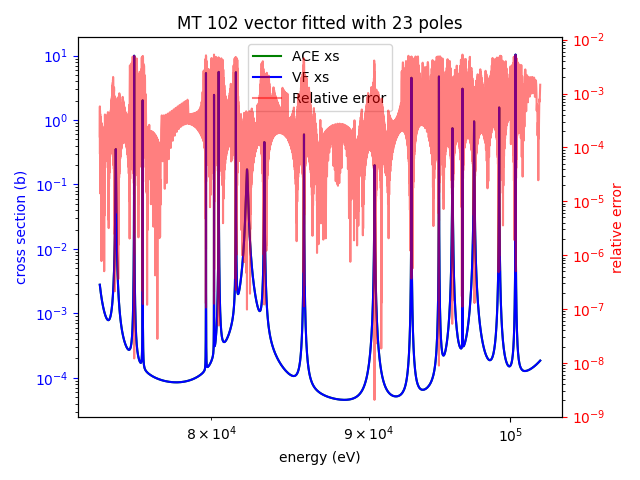 MT 102 vector fitted with 23 poles
ACE xs
VF xs
Relative error
cross section (b)
10^1
10^0
10^-1
10^-2
10^-3
10^-4
relative error
10^-2
10^-3
10^-4
10^-5
10^-6
10^-7
10^-8
10^-9
8 × 10^4
9 × 10^4
10^5
energy (eV)